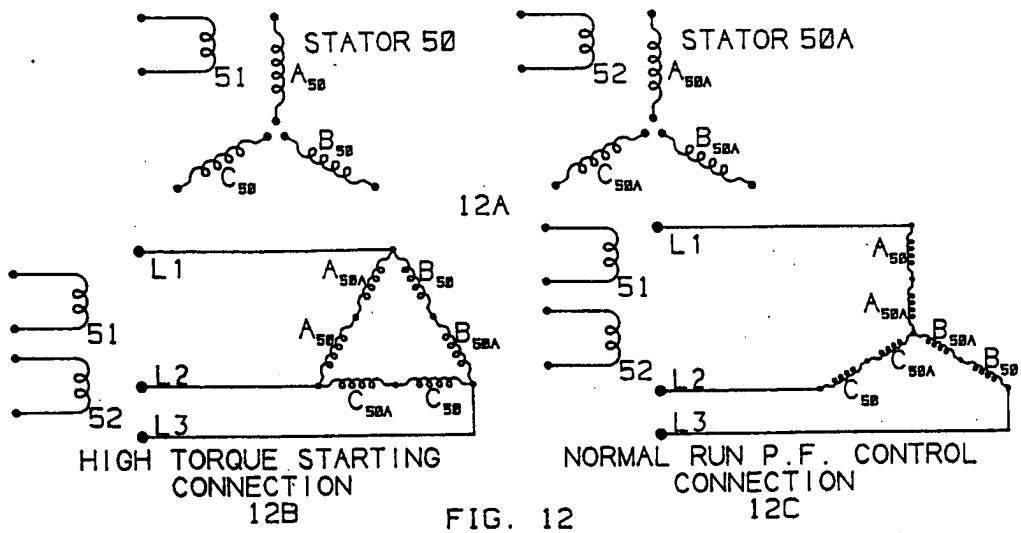 STATOR 50
51
A50
B50
C50
STATOR 50A
52
A50A
B50A
C50A
12A
L1
A50A
B50
A50
B50A
51
52
L2
C50A
C50
L3
HIGH TORQUE STARTING
CONNECTION
12B
L1
A50
51
A50A
B50A
52
C50A
B50
L2
C50
L3
NORMAL RUN P.F. CONTROL
CONNECTION
12C
FIG. 12